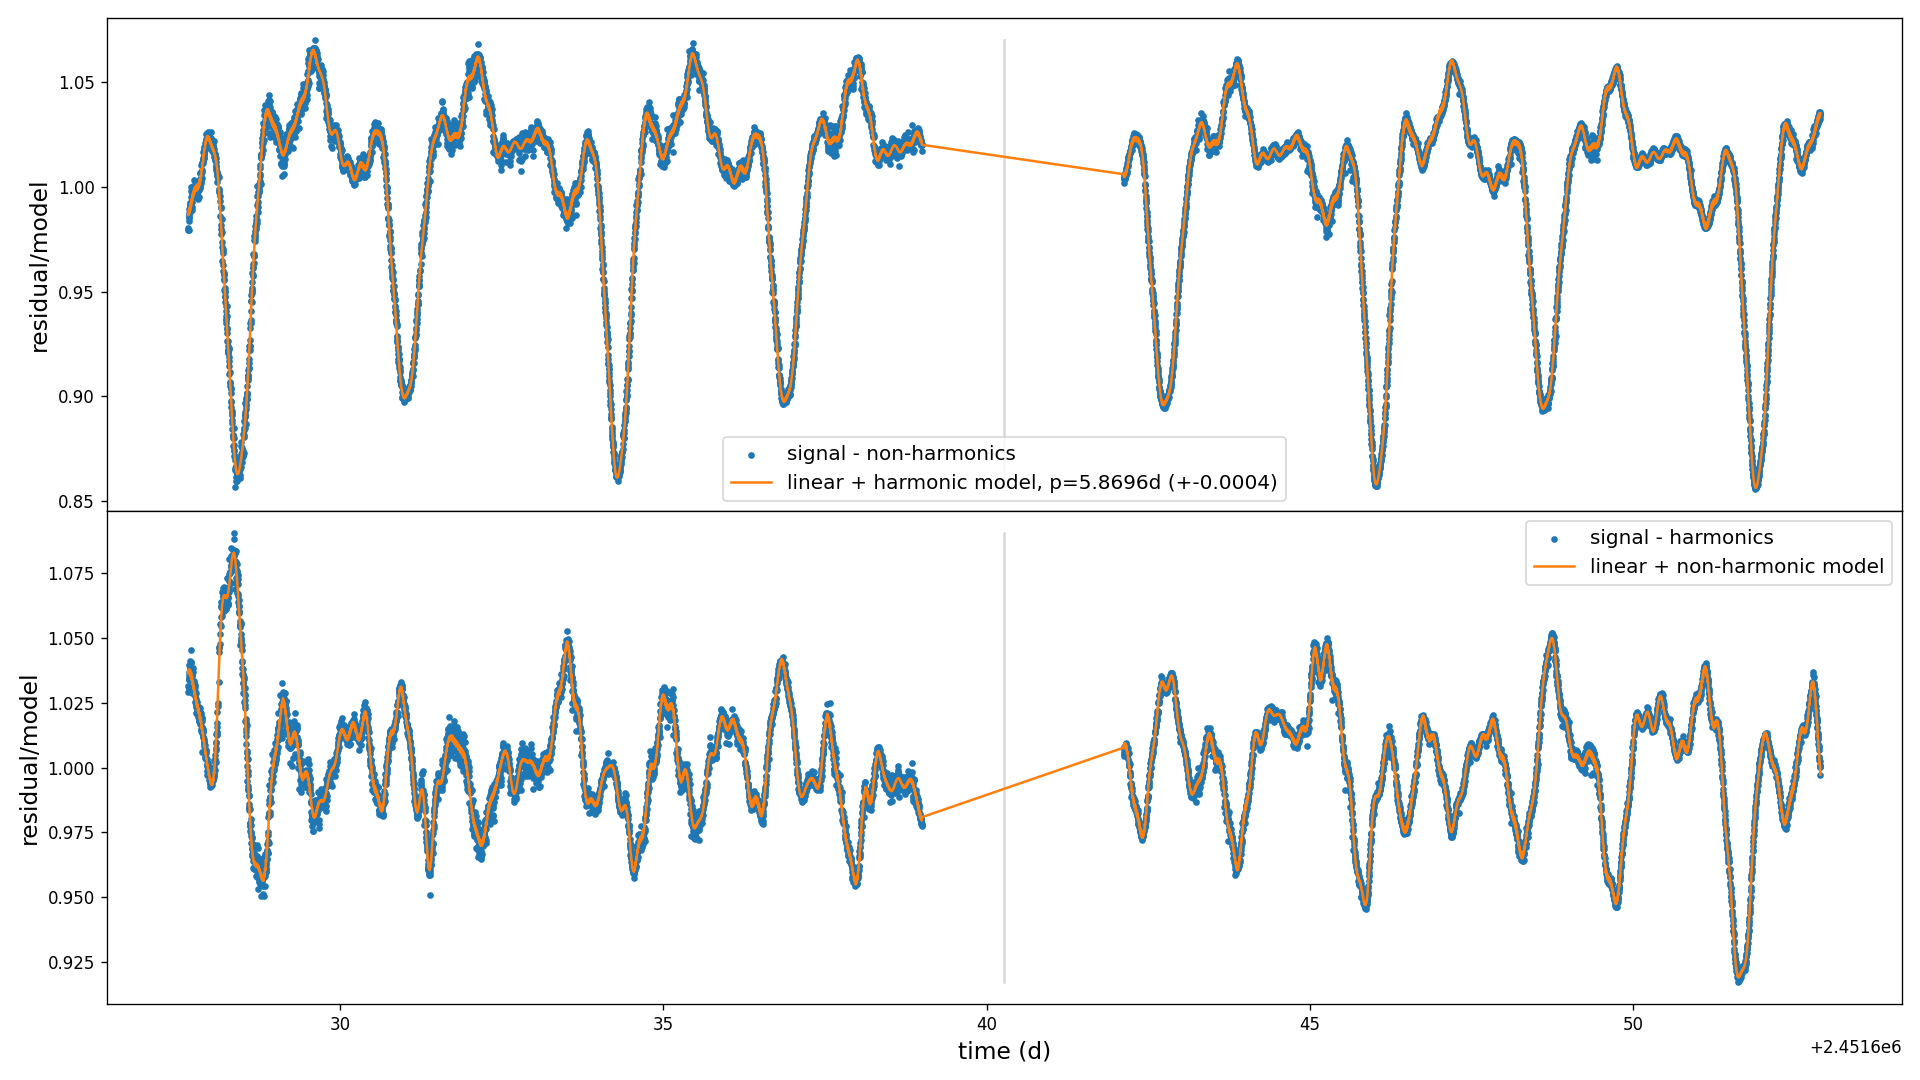 residual/model
1.05
1.00
0.95
0.90
0.85
signal - non-harmonics
linear + harmonic model, p=5.8696d (+-0.0004)
residual/model
1.075
1.050
1.025
1.000
0.975
0.950
0.925
signal - harmonics
linear + non-harmonic model
30 35 40 45 50
time (d)
+2.4516e6